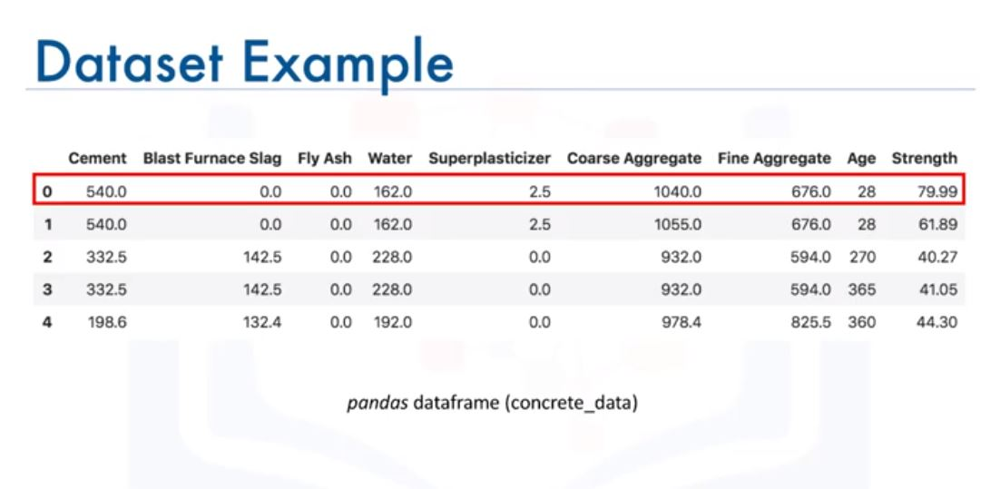 Dataset Example
Cement Blast Furnace Slag Fly Ash Water Superplasticizer Coarse Aggregate Fine Aggregate Age Strength
0 540.0 0.0 0.0 162.0 2.5 1040.0 676.0 28 79.99
1 540.0 0.0 0.0 162.0 2.5 1055.0 676.0 28 61.89
2 332.5 142.5 0.0 228.0 0.0 932.0 594.0 270 40.27
3 332.5 142.5 0.0 228.0 0.0 932.0 594.0 365 41.05
4 198.6 132.4 0.0 192.0 0.0 978.4 825.5 360 44.30
pandas dataframe (concrete_data)